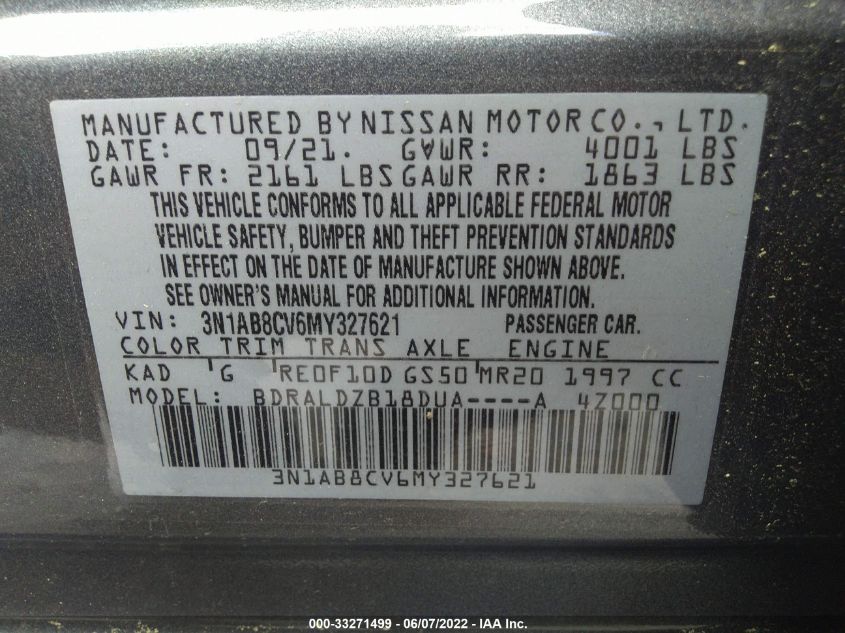 MANUFACTURED BY NISSAN MOTOR CO., LTD.
DATE: 09/21. GVWR: 4001 LBS
GAWR FR: 2161 LBS GAWR RR: 1863 LBS
THIS VEHICLE CONFORMS TO ALL APPLICABLE FEDERAL MOTOR
VEHICLE SAFETY, BUMPER AND THEFT PREVENTION STANDARDS
IN EFFECT ON THE DATE OF MANUFACTURE SHOWN ABOVE.
SEE OWNER'S MANUAL FOR ADDITIONAL INFORMATION.
VIN: 3N1AB8CV6MY327621 PASSENGER CAR.
COLOR TRIM TRANS AXLE ENGINE
KAD G RE0F10D GS50 MR20 1997 CC
MODEL: BDRALDZB18DUA----A 4Z000
3N1AB8CV6MY327621
000-33271499 - 06/07/2022 - IAA Inc.